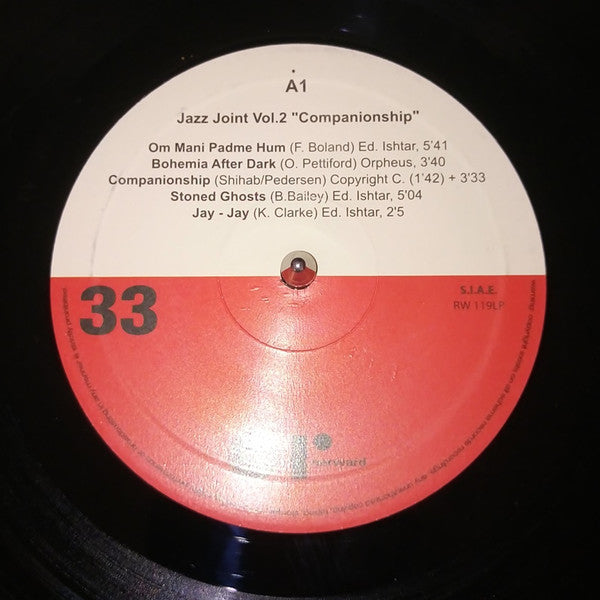 A1
Jazz Joint Vol.2 "Companionship"
Om Mani Padme Hum (F. Boland) Ed. Ishtar, 5'41
Bohemia After Dark (O. Pettiford) Orpheus, 3'40
Companionship (Shihab/Pedersen) Copyright C. (1'42) + 3'33
Stoned Ghosts (B.Bailey) Ed. Ishtar, 5'04
Jay - Jay (K. Clarke) Ed. Ishtar, 2'5
33
S.I.A.E.
RW 119LP